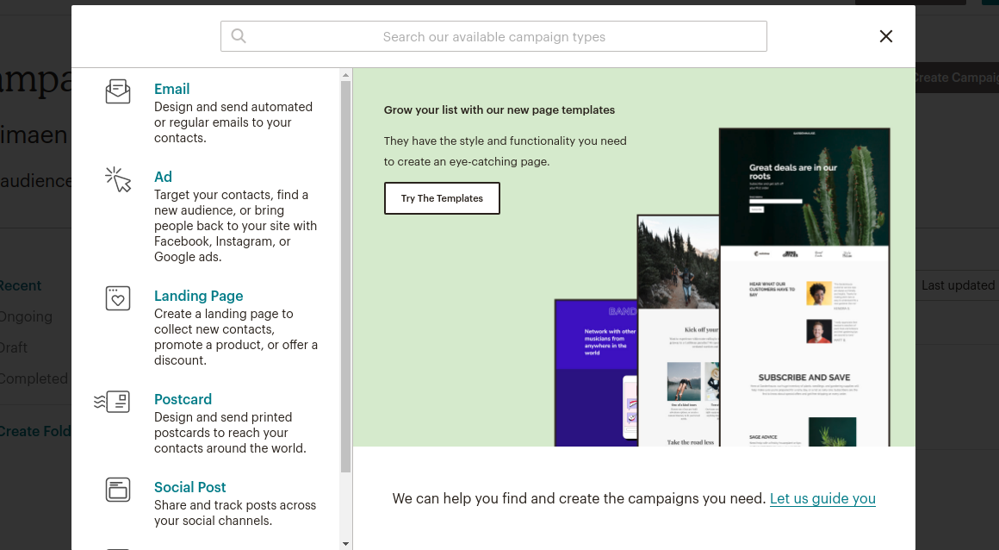 Search our available campaign types
ampa
imaen
audience
Recent
Ongoing
Draft
Completed
Create Fold
Create Campaig
Last updated
Email
Design and send automated
or regular emails to your
contacts.
Ad
Target your contacts, find a
new audience, or bring
people back to your site with
Facebook, Instagram, or
Google ads.
Landing Page
Create a landing page to
collect new contacts,
promote a product, or offer a
discount.
Postcard
Design and send printed
postcards to reach your
contacts around the world.
Social Post
Share and track posts across
your social channels.
Grow your list with our new page templates
They have the style and functionality you need
to create an eye-catching page.
Try The Templates
BAND
Network with other
musicians from
anywhere in the
world
Kick off your
Take the road less
Great deals are in our
roots
HEAR WHAT OUR
CUSTOMERS HAVE TO
SAY
SUBSCRIBE AND SAVE
SAGE ADVICE
We can help you find and create the campaigns you need. Let us guide you